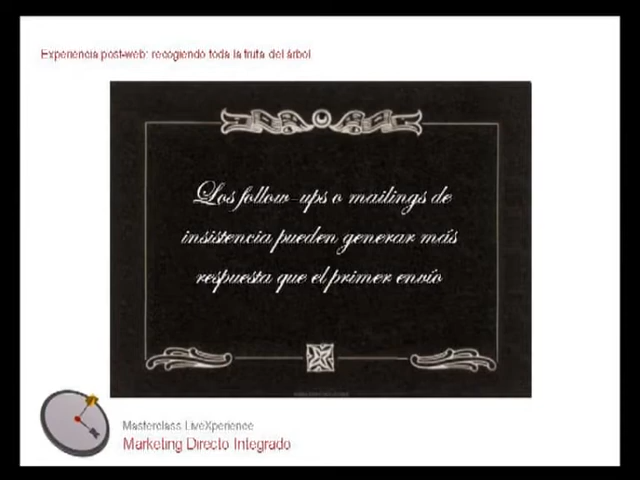 Experiencia post-web: recogiendo toda la fruta del árbol
Los follow-ups o mailings de
insistencia pueden generar más
respuesta que el primer envío
Masterclass LiveXperience
Marketing Directo Integrado